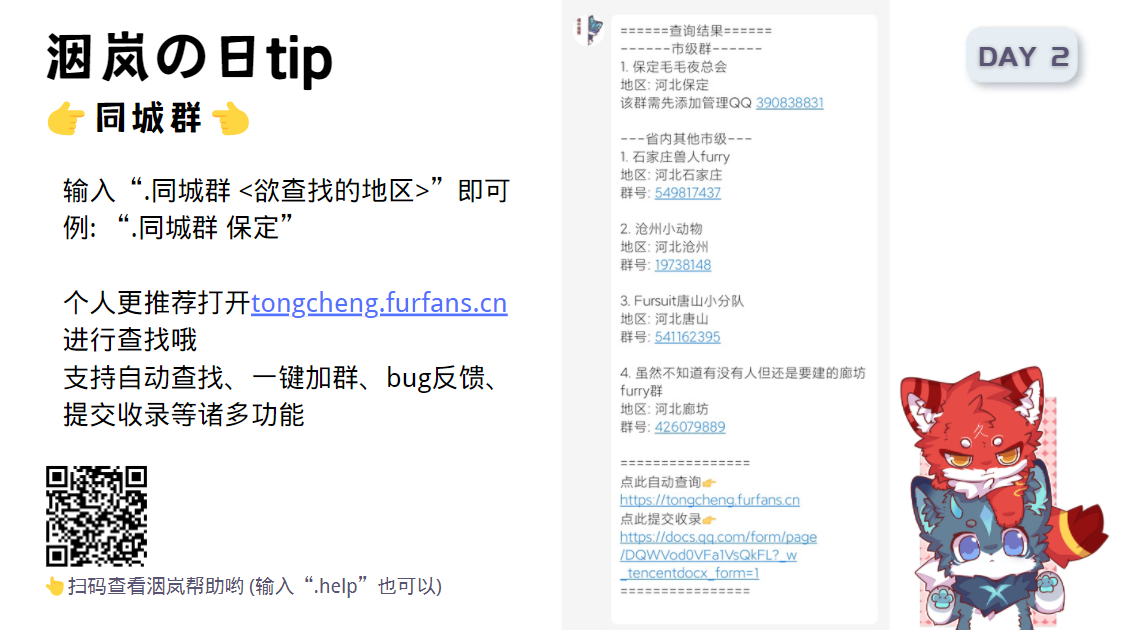 洇岚の日tip
👉同城群👈
输入“.同城群 <欲查找的地区>”即可
例: “.同城群 保定”
个人更推荐打开tongcheng.furfans.cn
进行查找哦
支持自动查找、一键加群、bug反馈、
提交收录等诸多功能
👆扫码查看洇岚帮助哟 (输入“.help”也可以)
======查询结果======
------市级群------
1. 保定毛毛夜总会
地区: 河北保定
该群需先添加管理QQ 390838831
---省内其他市级---
1. 石家庄兽人furry
地区: 河北石家庄
群号: 549817437
2. 沧州小动物
地区: 河北沧州
群号: 19738148
3. Fursuit唐山小分队
地区: 河北唐山
群号: 541162395
4. 虽然不知道有没有人但还是要建的廊坊
furry群
地区: 河北廊坊
群号: 426079889
================
点此自动查询👉
https://tongcheng.furfans.cn
点此提交收录👉
https://docs.qq.com/form/page
/DQWVod0VFa1VsQkFL?_w
_tencentdocx_form=1
================
DAY 2
久